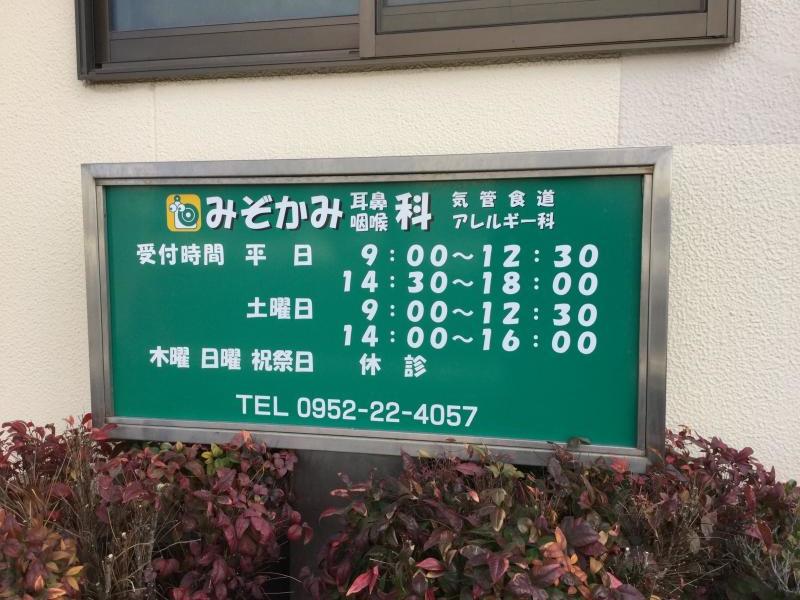 みぞかみ耳鼻咽喉科 気管食道アレルギー科
受付時間 平日 9:00〜12:30
14:30〜18:00
土曜日 9:00〜12:30
14:00〜16:00
木曜 日曜 祝祭日 休診
TEL 0952-22-4057